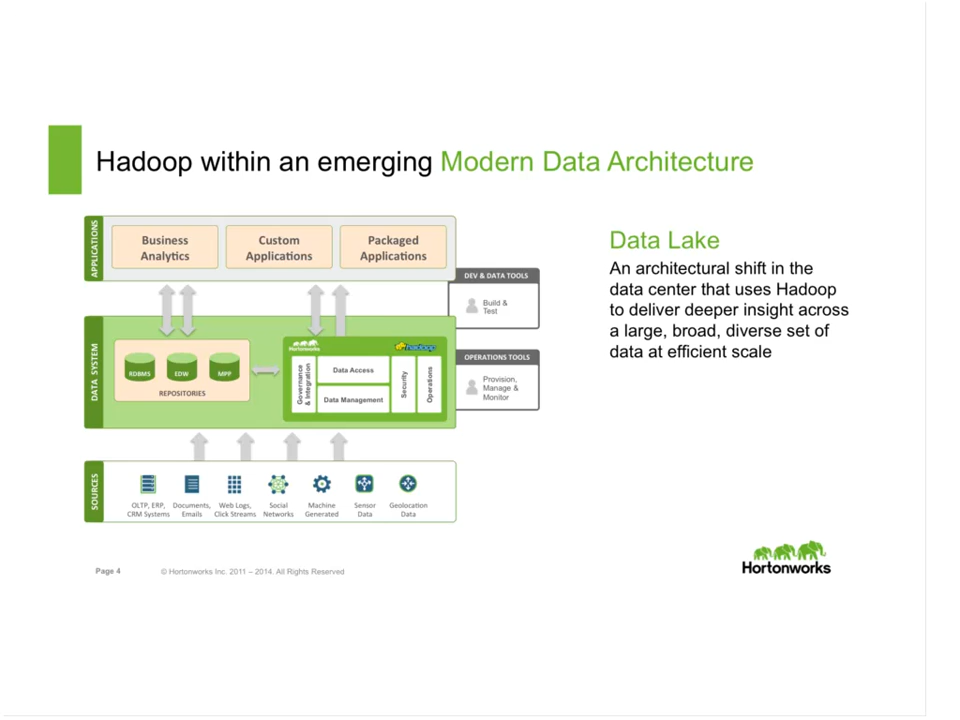 Hadoop within an emerging Modern Data Architecture
APPLICATIONS
Business
Analytics
Custom
Applications
Packaged
Applications
DEV & DATA TOOLS
Build &
Test
DATA SYSTEM
RDBMS
EDW
MPP
REPOSITORIES
Hortonworks
hadoop
Governance
& Integration
Data Access
Data Management
Security
Operations
OPERATIONS TOOLS
Provision,
Manage &
Monitor
SOURCES
OLTP, ERP,
CRM Systems
Documents,
Emails
Web Logs,
Click Streams
Social
Networks
Machine
Generated
Sensor
Data
Geolocation
Data
Data Lake
An architectural shift in the
data center that uses Hadoop
to deliver deeper insight across
a large, broad, diverse set of
data at efficient scale
Page 4
© Hortonworks Inc. 2011 – 2014. All Rights Reserved
Hortonworks